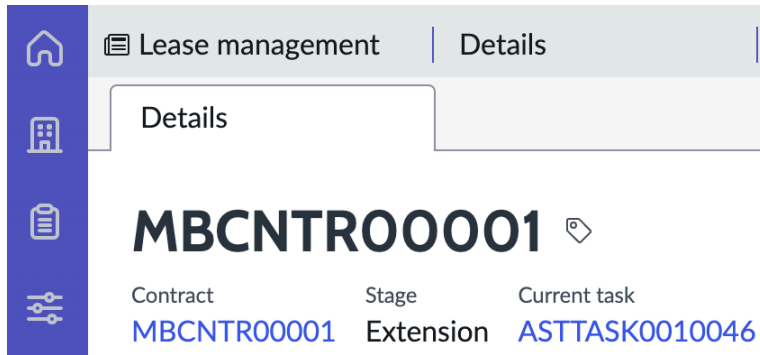 Lease management
Details
Details
MBCNTR00001
Contract
Stage
Current task
MBCNTR00001
Extension
ASTTASK0010046